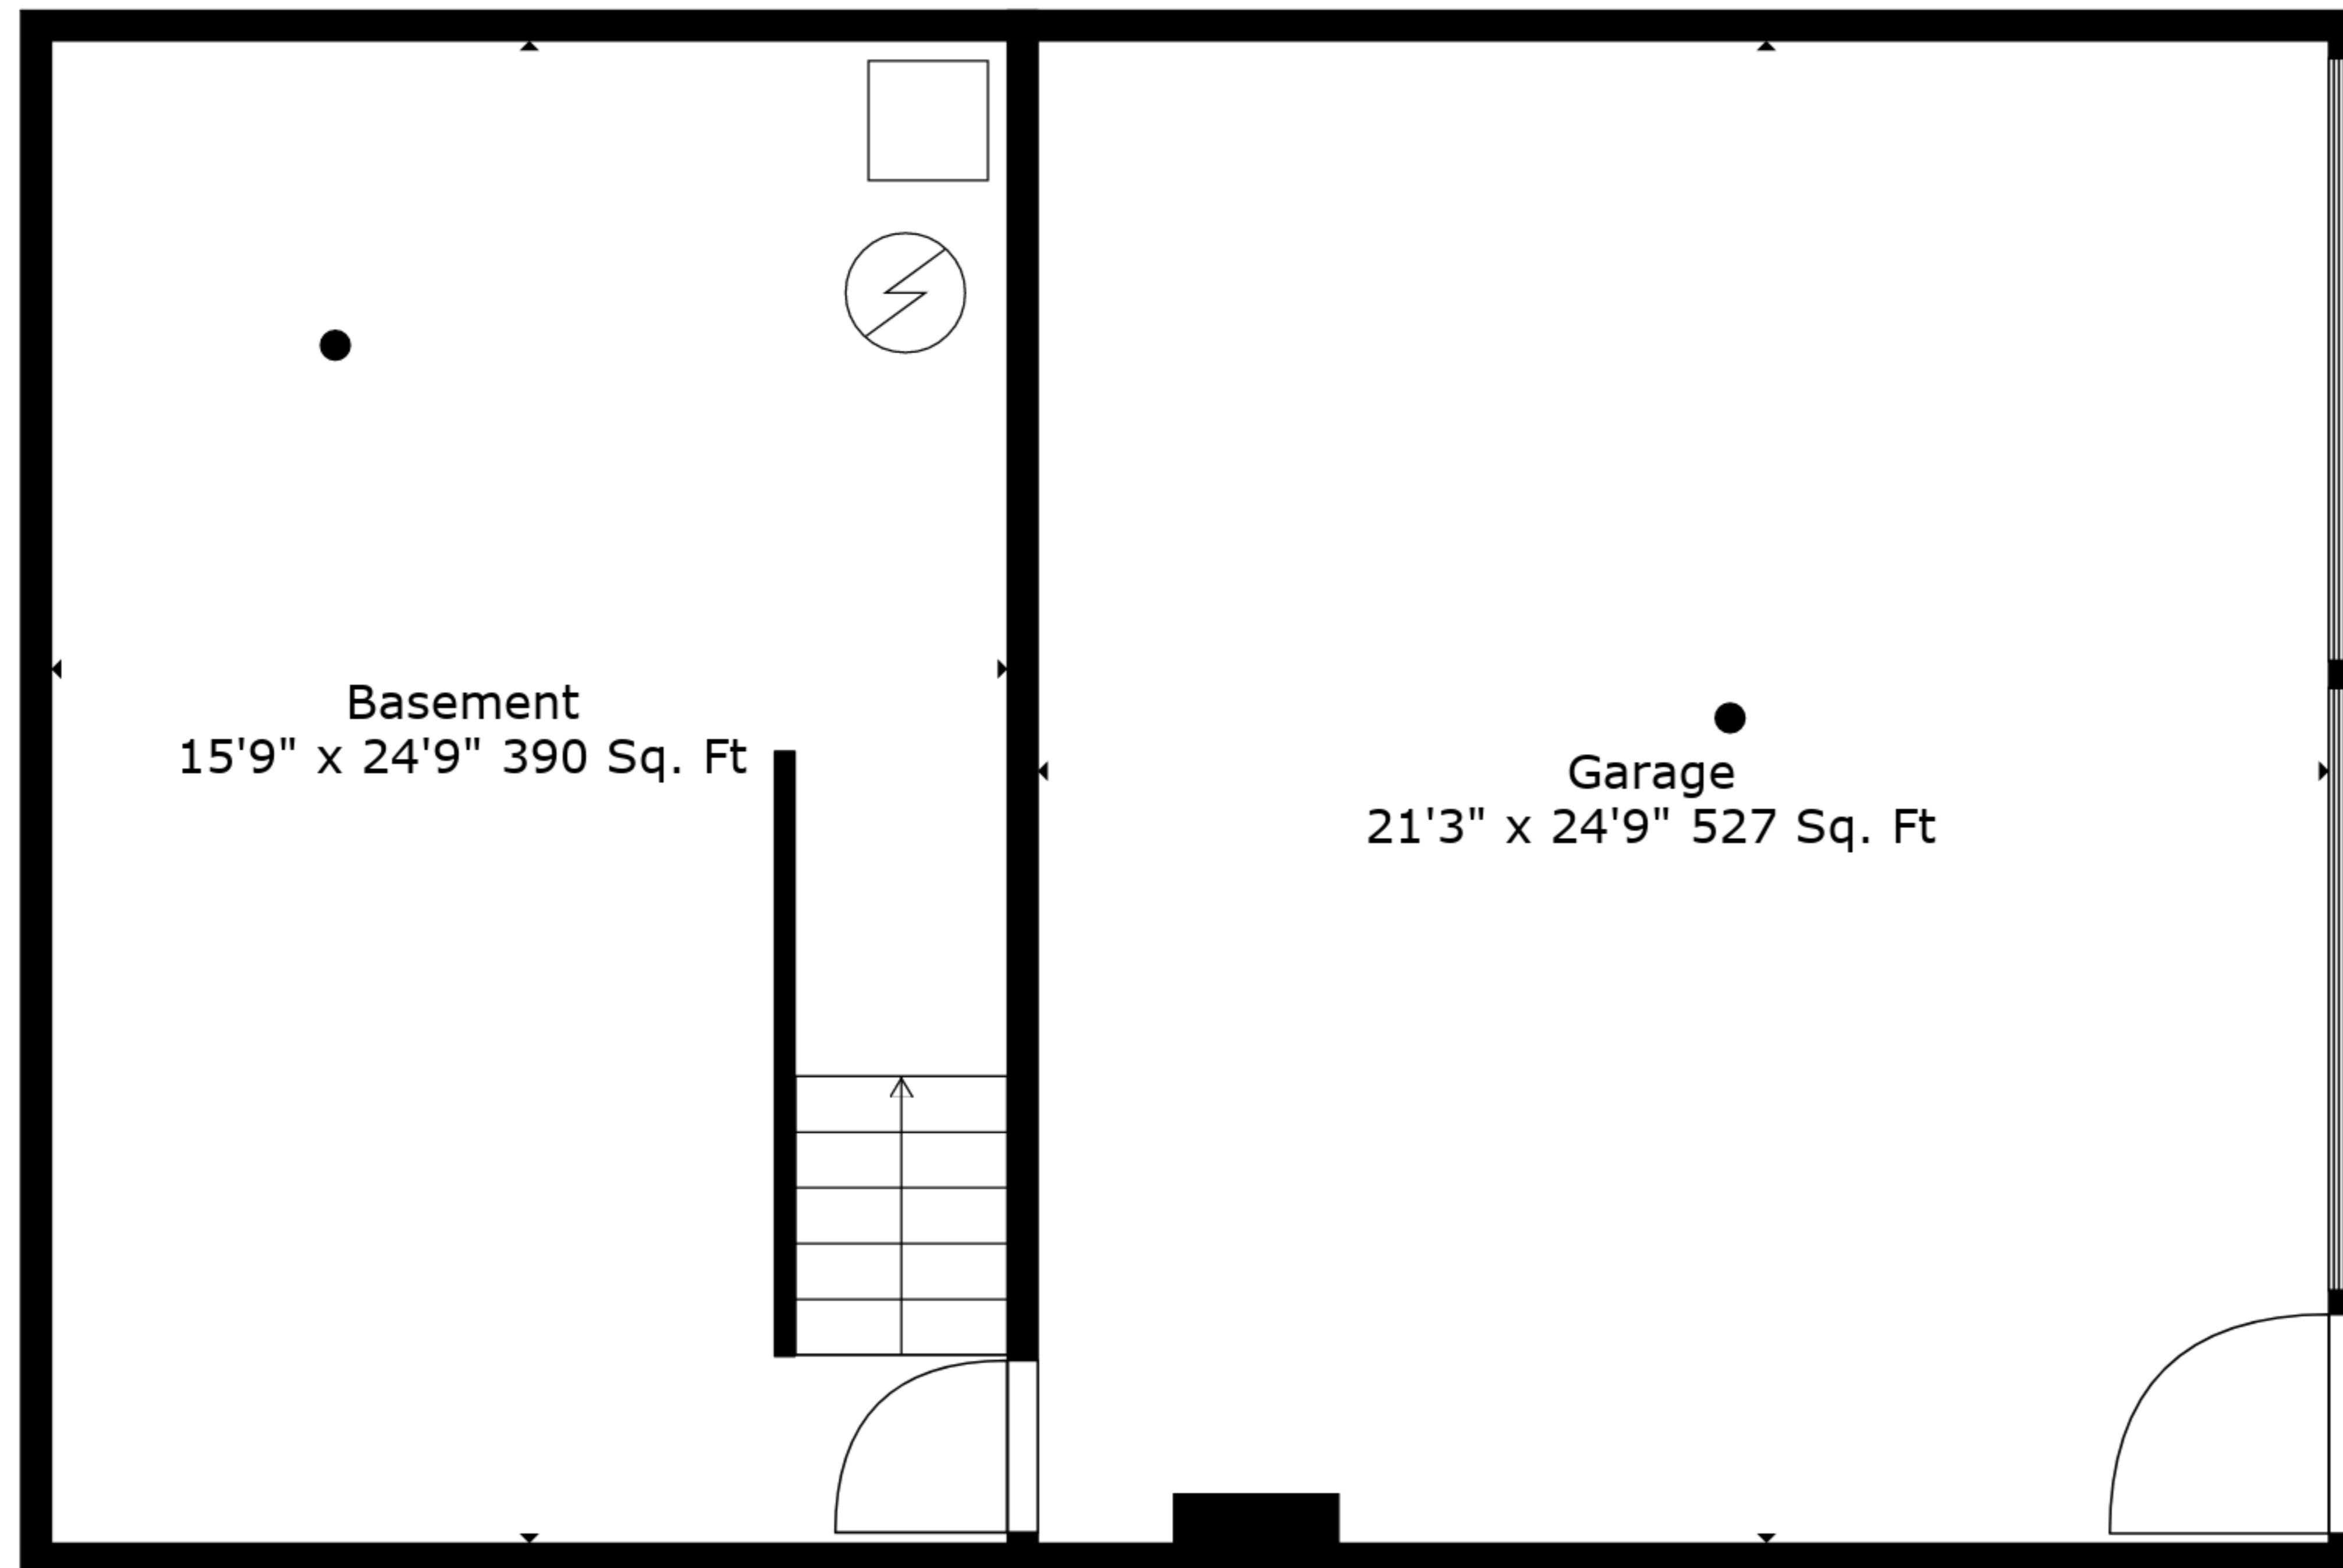 Basement
15'9" x 24'9" 390 Sq. Ft
Garage
21'3" x 24'9" 527 Sq. Ft